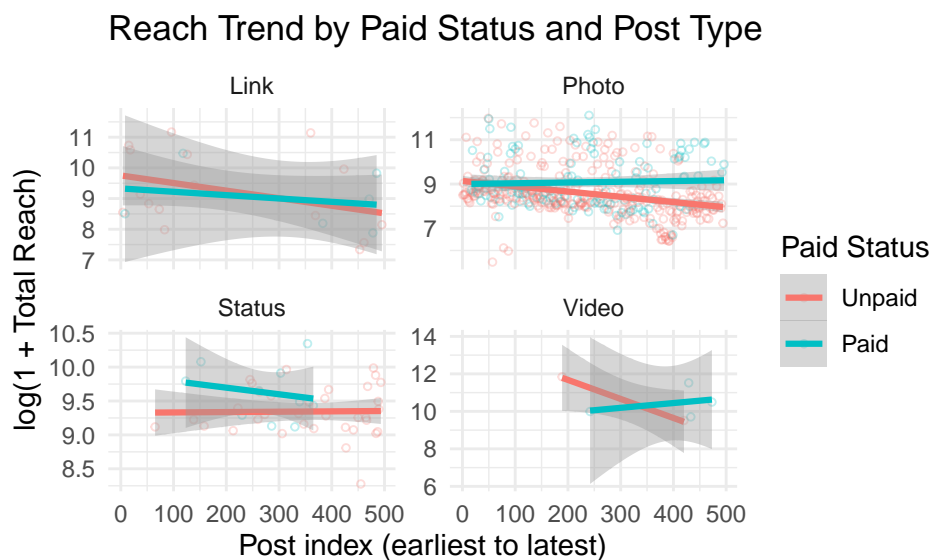 Reach Trend by Paid Status and Post Type
Link
Photo
11
10
9
8
7
11
9
7
Status
Video
10.5
10.0
9.5
9.0
8.5
14
12
10
8
6
0 100 200 300 400 500
0 100 200 300 400 500
Post index (earliest to latest)
log(1 + Total Reach)
Paid Status
Unpaid
Paid